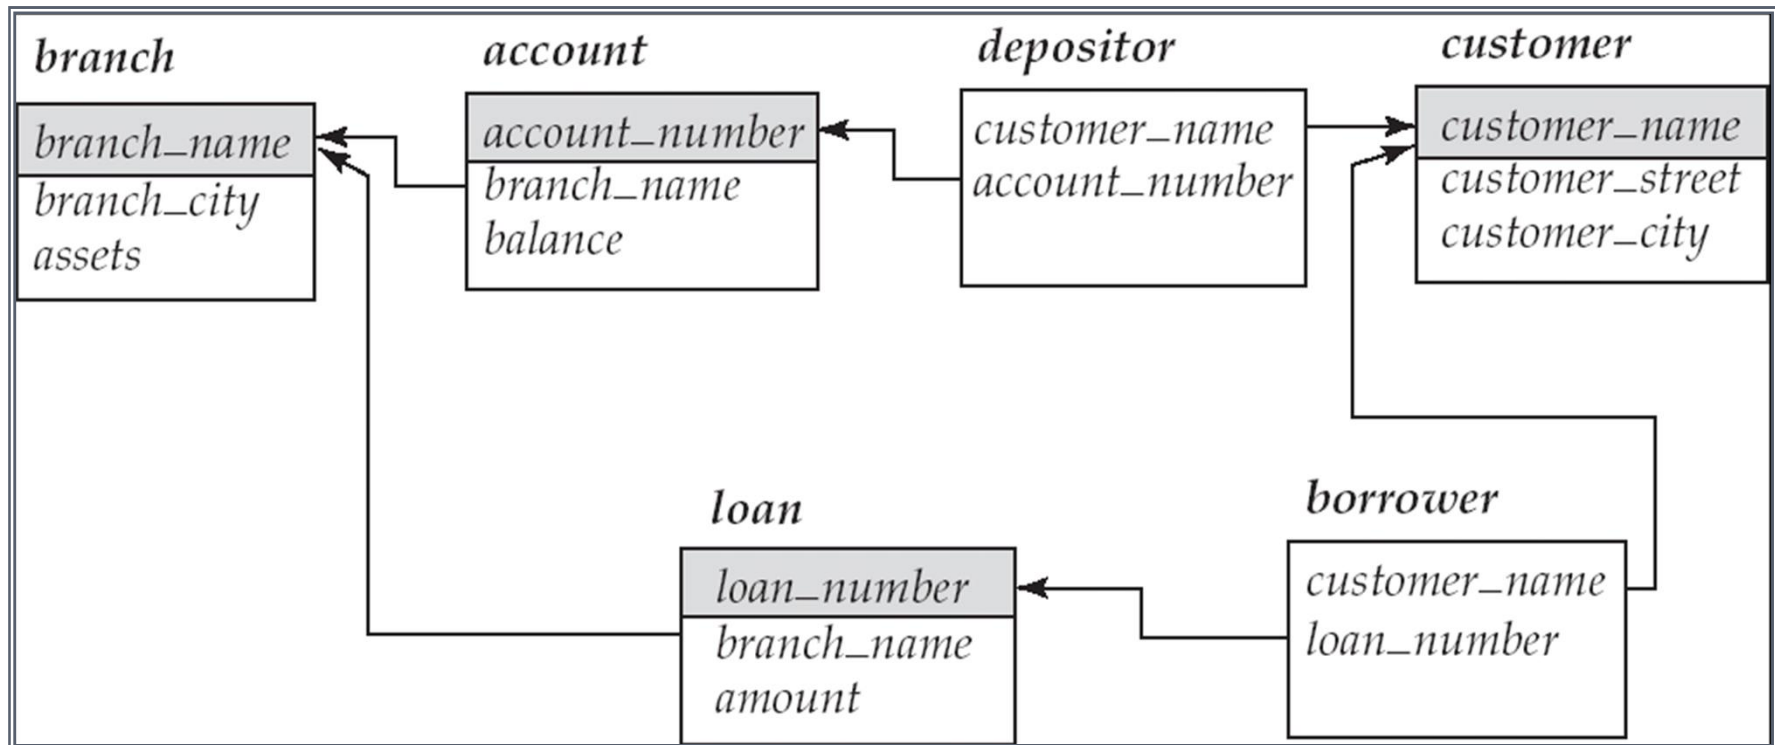 branch
branch_name
branch_city
assets
account
account_number
branch_name
balance
depositor
customer_name
account_number
customer
customer_name
customer_street
customer_city
loan
loan_number
branch_name
amount
borrower
customer_name
loan_number